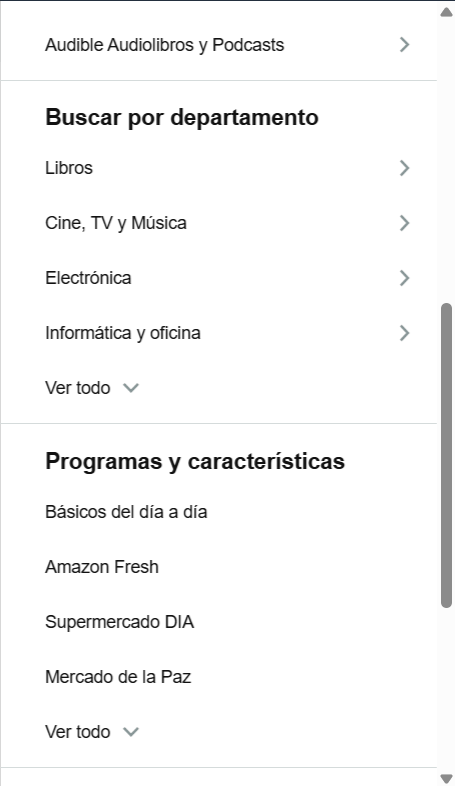 Audible Audiolibros y Podcasts
Buscar por departamento
Libros
Cine, TV y Música
Electrónica
Informática y oficina
Ver todo
Programas y características
Básicos del día a día
Amazon Fresh
Supermercado DIA
Mercado de la Paz
Ver todo